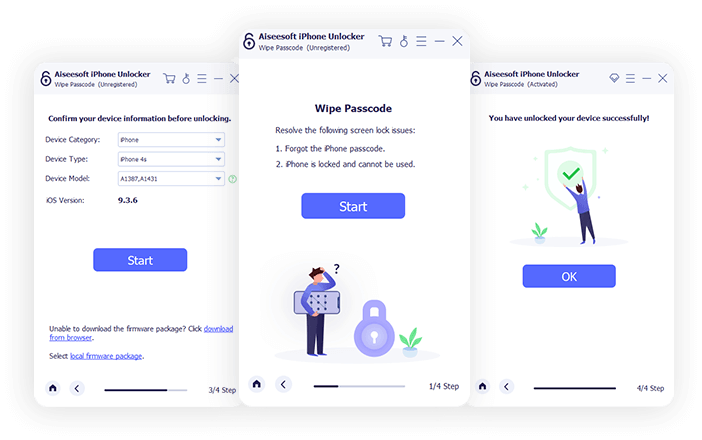 Aiseesoft iPhone Unlocker
Wipe Passcode (Unregistered)
Confirm your device information before unlocking.
Device Category: iPhone
Device Type: iPhone 4s
Device Model: A1387,A1431
iOS Version: 9.3.6
Start
Unable to download the firmware package? Click download
from browser.
Select local firmware package.
3/4 Step
Aiseesoft iPhone Unlocker
Wipe Passcode (Unregistered)
Wipe Passcode
Resolve the following screen lock issues:
1. Forgot the iPhone passcode.
2. iPhone is locked and cannot be used.
Start
?
1/4 Step
Aiseesoft iPhone Unlocker
Wipe Passcode (Activated)
You have unlocked your device successfully!
OK
4/4 Step